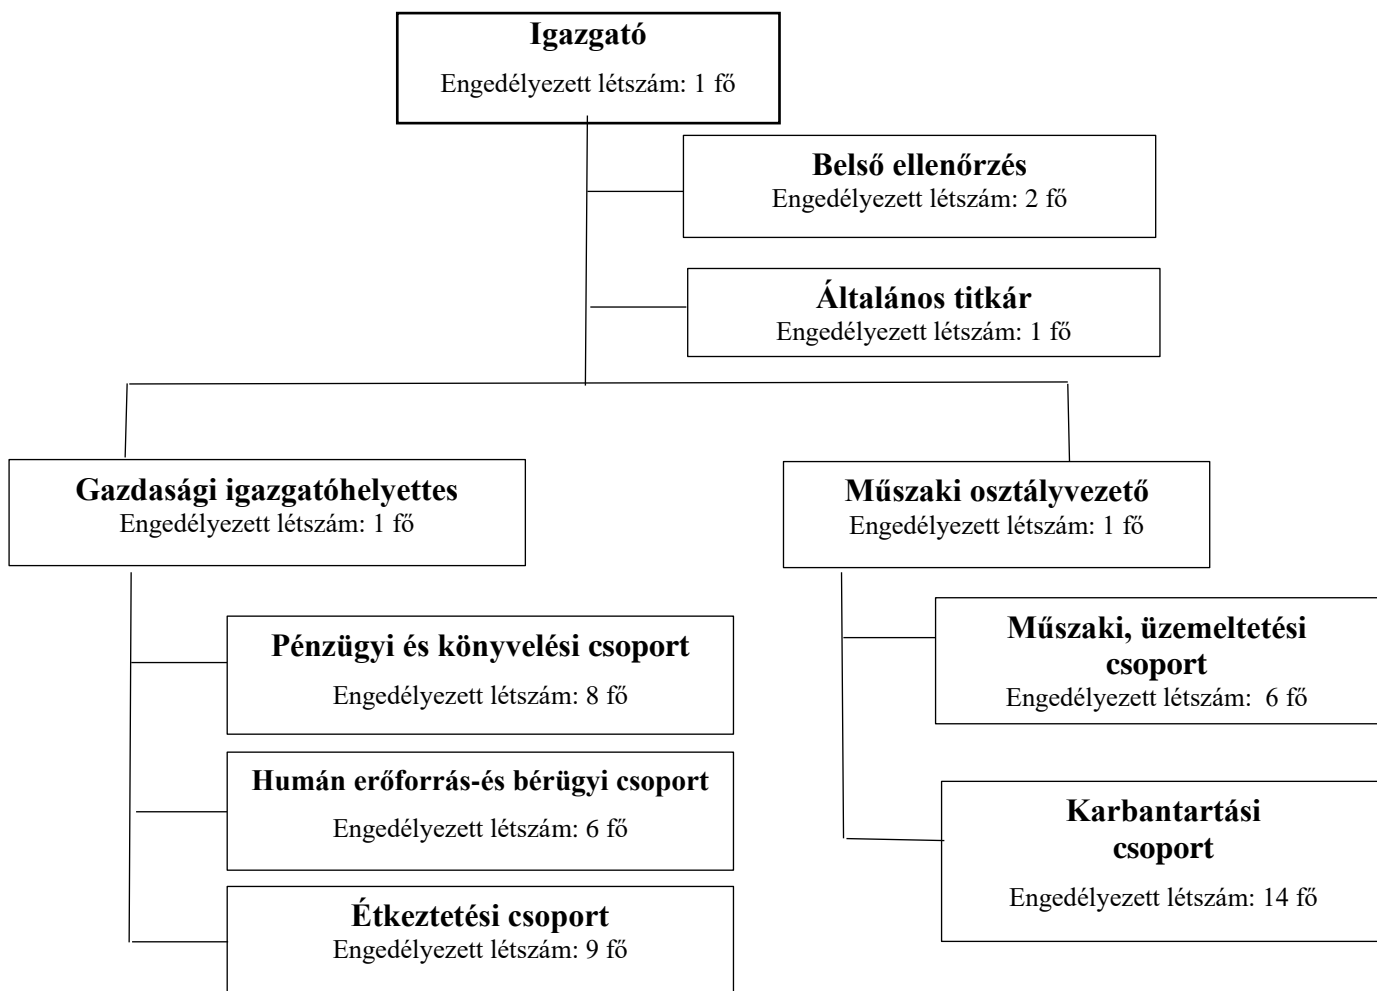 Igazgató
Engedélyezett létszám: 1 fő
Belső ellenőrzés
Engedélyezett létszám: 2 fő
Általános titkár
Engedélyezett létszám: 1 fő
Gazdasági igazgatóhelyettes
Engedélyezett létszám: 1 fő
Műszaki osztályvezető
Engedélyezett létszám: 1 fő
Pénzügyi és könyvelési csoport
Engedélyezett létszám: 8 fő
Humán erőforrás-és bérügyi csoport
Engedélyezett létszám: 6 fő
Étkeztetési csoport
Engedélyezett létszám: 9 fő
Műszaki, üzemeltetési
csoport
Engedélyezett létszám: 6 fő
Karbantartási
csoport
Engedélyezett létszám: 14 fő